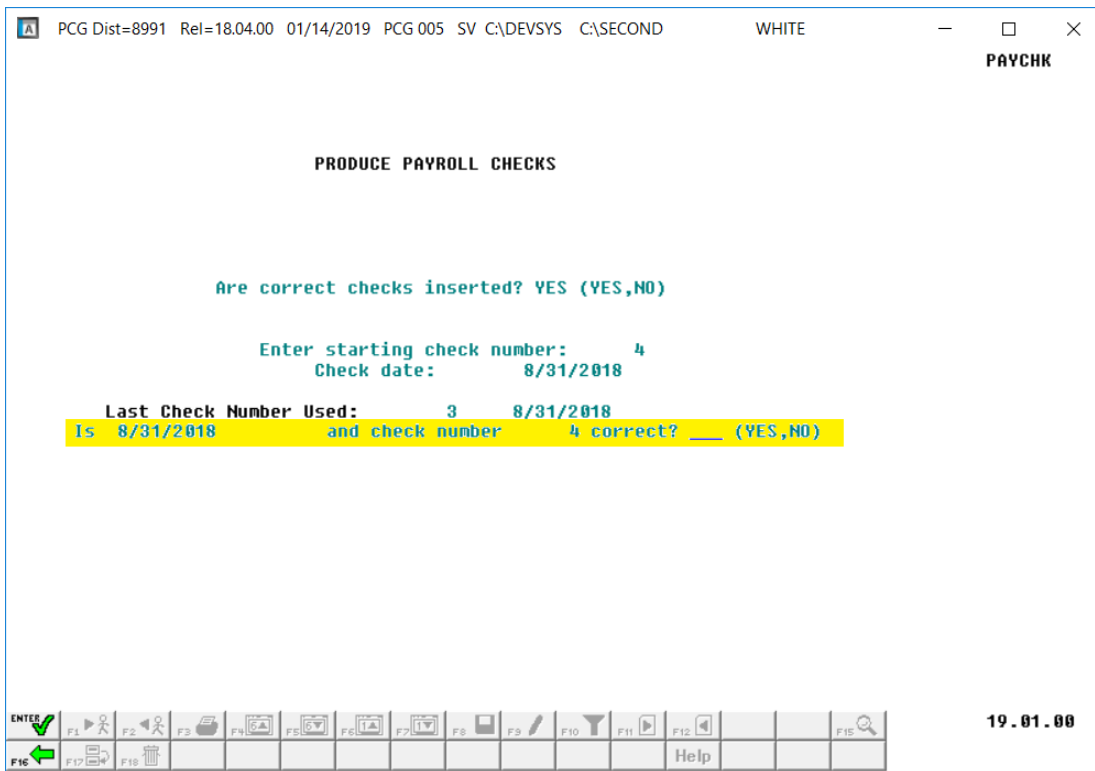 PCG Dist=8991 Rel=18.04.00 01/14/2019 PCG 005 SV C:\DEVSYS C:\SECOND WHITE
PAYCHK
PRODUCE PAYROLL CHECKS
Are correct checks inserted? YES (YES,NO)
Enter starting check number: 4
Check date: 8/31/2018
Last Check Number Used: 3 8/31/2018
Is 8/31/2018 and check number 4 correct? ___ (YES,NO)
ENTER F1 F2 F3 F4 F5 F6 F7 F8 F9 F10 F11 F12 F15 19.01.00
F16 F17 F18 Help